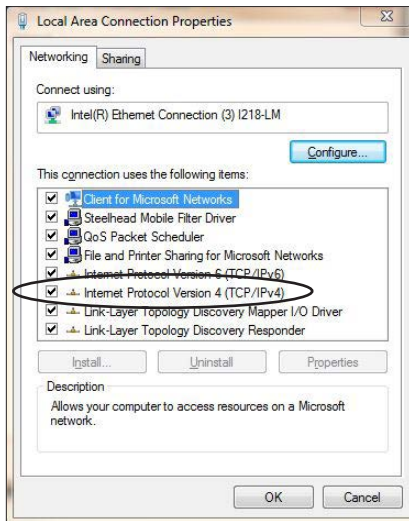 Local Area Connection Properties
Networking
Sharing
Connect using:
Intel(R) Ethernet Connection (3) I218-LM
Configure...
This connection uses the following items:
Client for Microsoft Networks
Steelhead Mobile Filter Driver
QoS Packet Scheduler
File and Printer Sharing for Microsoft Networks
Internet Protocol Version 6 (TCP/IPv6)
Internet Protocol Version 4 (TCP/IPv4)
Link-Layer Topology Discovery Mapper I/O Driver
Link-Layer Topology Discovery Responder
Install...
Uninstall
Properties
Description
Allows your computer to access resources on a Microsoft
network.
OK
Cancel